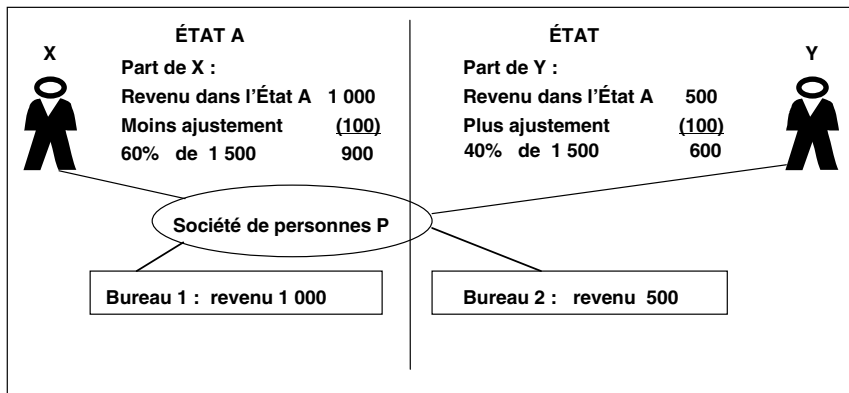 ÉTAT A
X
Part de X :
Revenu dans l'État A 1 000
Moins ajustement (100)
60% de 1 500 900
ÉTAT
Y
Part de Y :
Revenu dans l'État A 500
Plus ajustement (100)
40% de 1 500 600
Société de personnes P
Bureau 1 : revenu 1 000
Bureau 2 : revenu 500